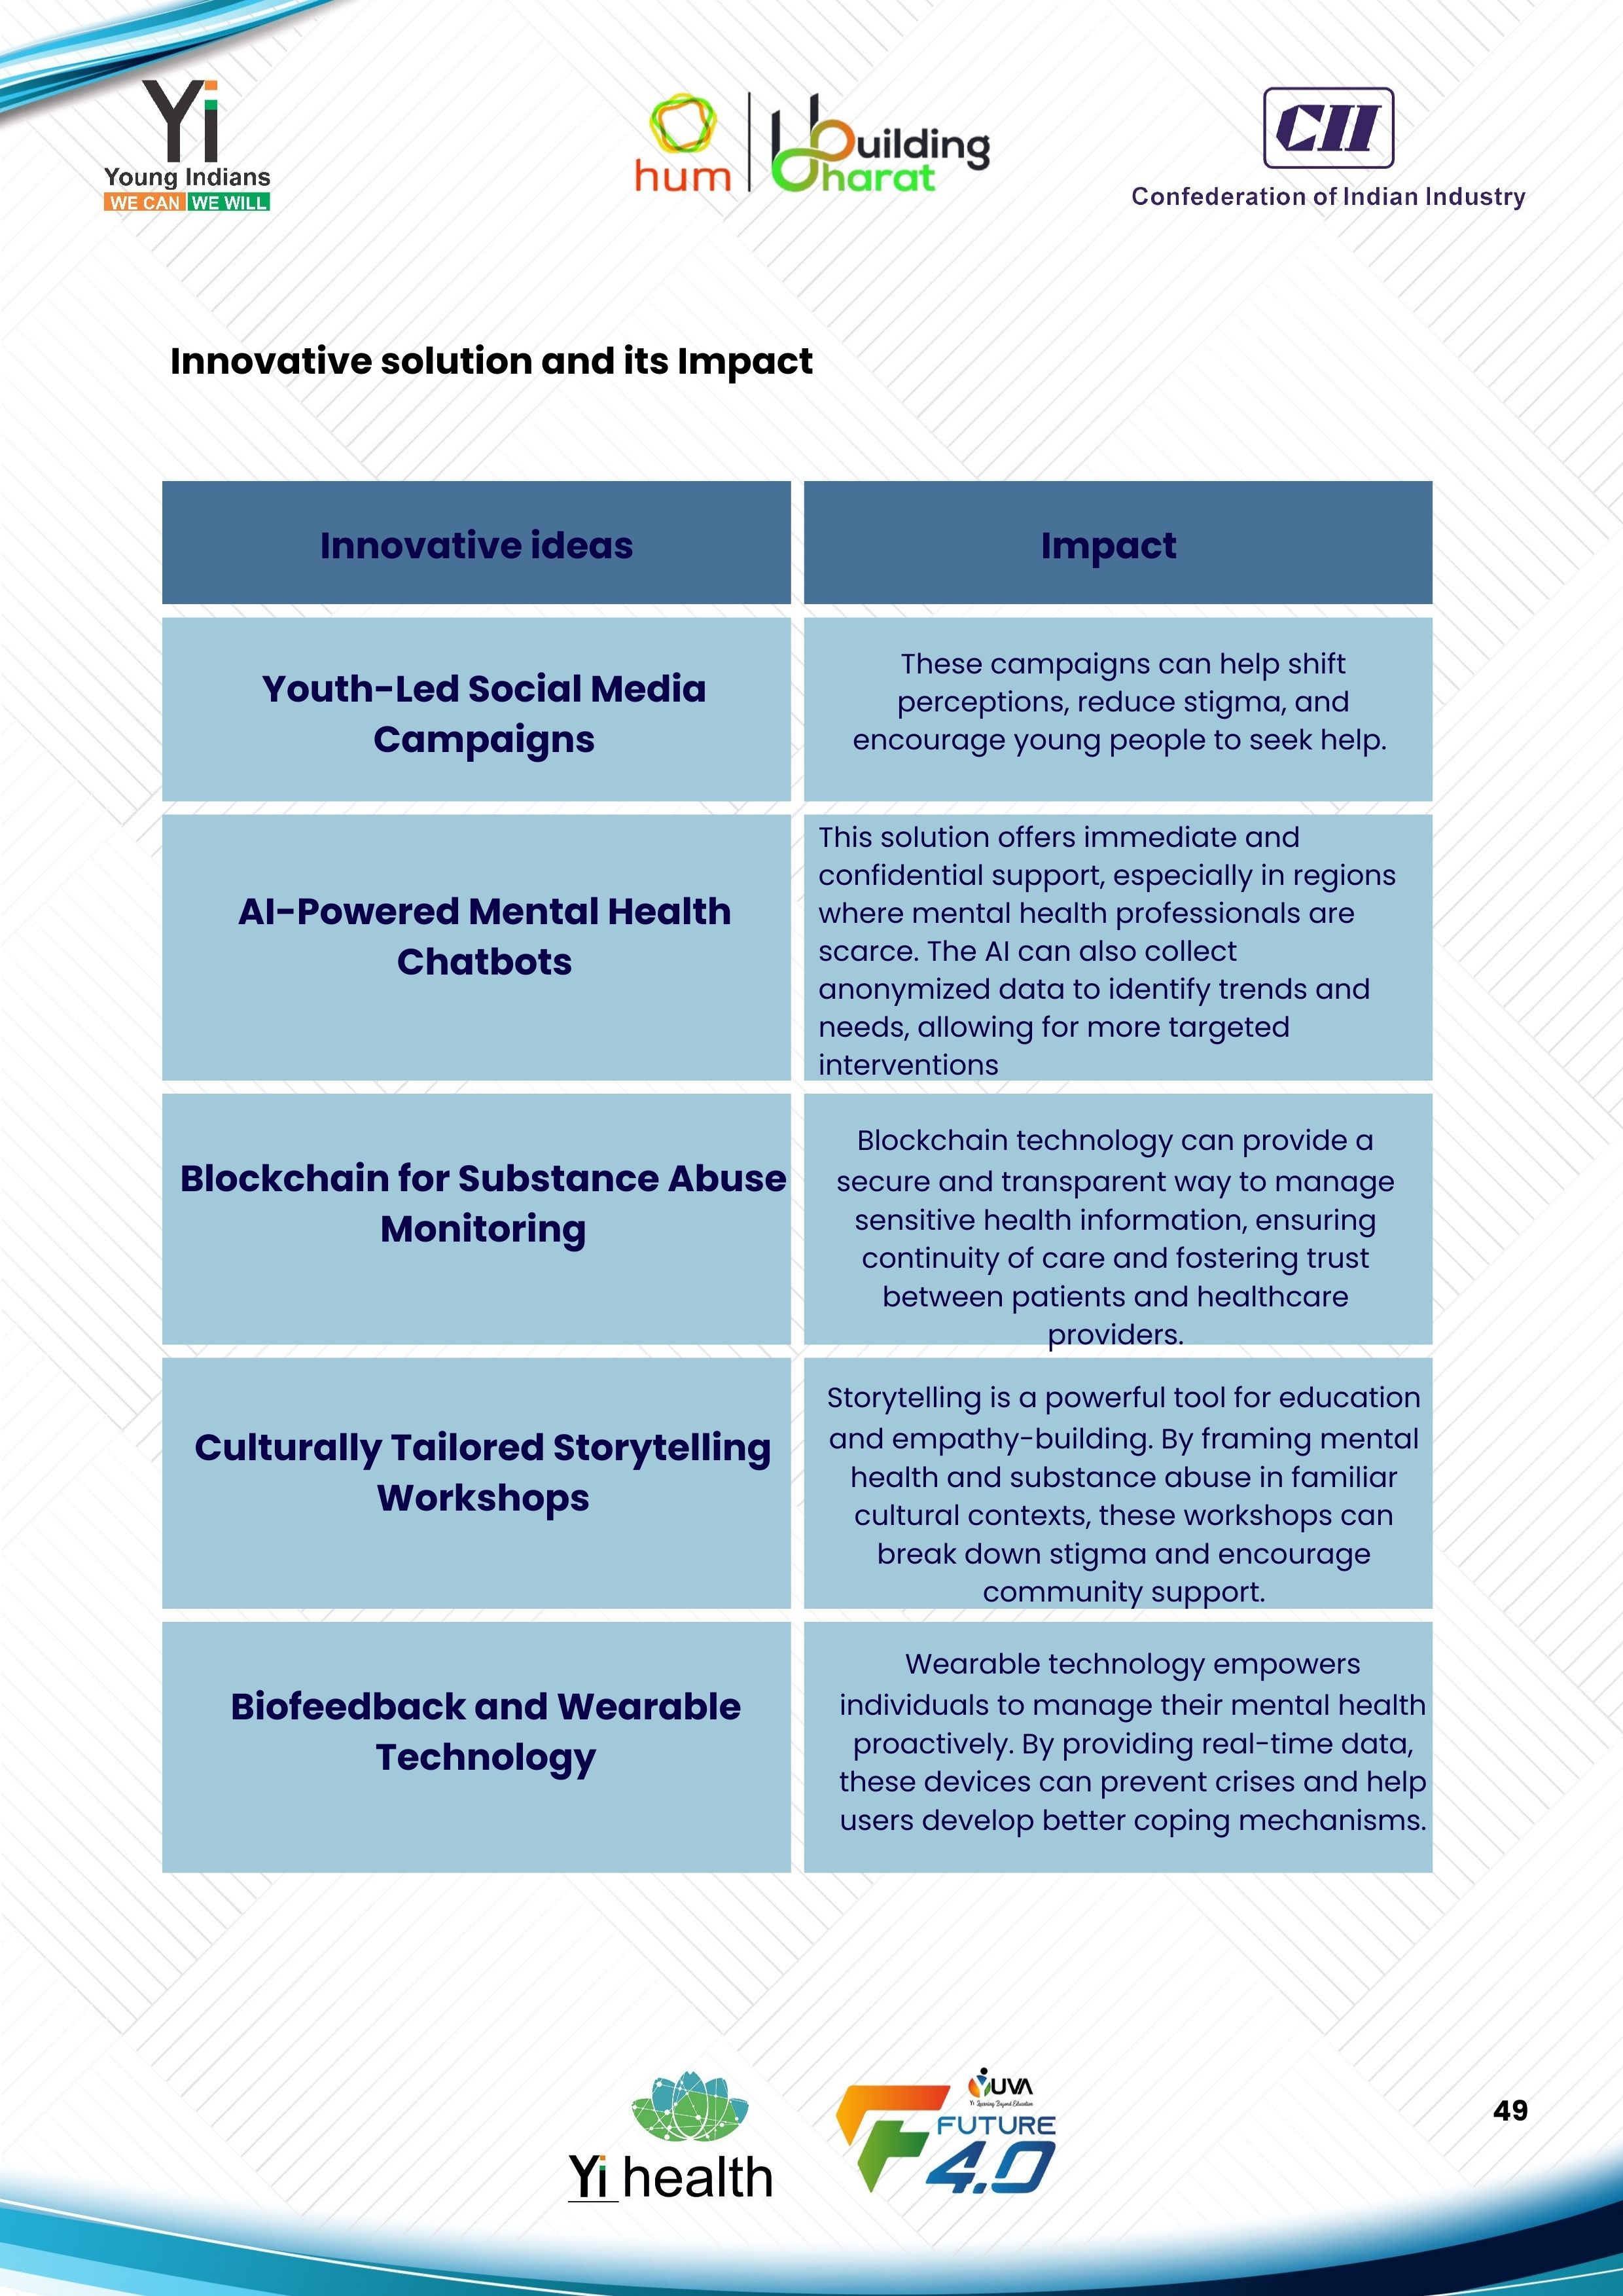 Yi
Young Indians
WE CAN WE WILL
hum
Building
Bharat
CII
Confederation of Indian Industry
Innovative solution and its Impact
Innovative ideas
Impact
Youth-Led Social Media
Campaigns
These campaigns can help shift
perceptions, reduce stigma, and
encourage young people to seek help.
AI-Powered Mental Health
Chatbots
This solution offers immediate and
confidential support, especially in regions
where mental health professionals are
scarce. The AI can also collect
anonymized data to identify trends and
needs, allowing for more targeted
interventions
Blockchain for Substance Abuse
Monitoring
Blockchain technology can provide a
secure and transparent way to manage
sensitive health information, ensuring
continuity of care and fostering trust
between patients and healthcare
providers.
Culturally Tailored Storytelling
Workshops
Storytelling is a powerful tool for education
and empathy-building. By framing mental
health and substance abuse in familiar
cultural contexts, these workshops can
break down stigma and encourage
community support.
Biofeedback and Wearable
Technology
Wearable technology empowers
individuals to manage their mental health
proactively. By providing real-time data,
these devices can prevent crises and help
users develop better coping mechanisms.
Yi health
YUVA
Yi Learning Beyond Education
FUTURE
4.0
49